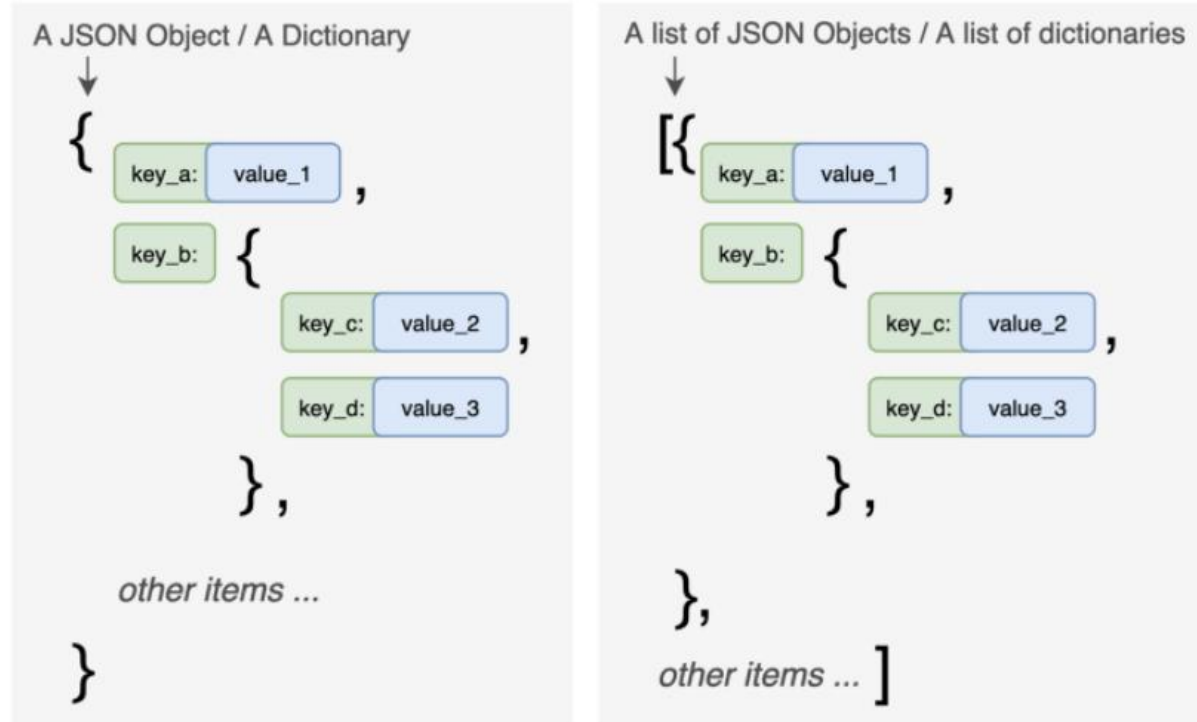 A JSON Object / A Dictionary
{
key_a: value_1 ,
key_b: {
key_c: value_2 ,
key_d: value_3
} ,
other items ...
}
A list of JSON Objects / A list of dictionaries
[{
key_a: value_1 ,
key_b: {
key_c: value_2 ,
key_d: value_3
} ,
},
other items ... ]